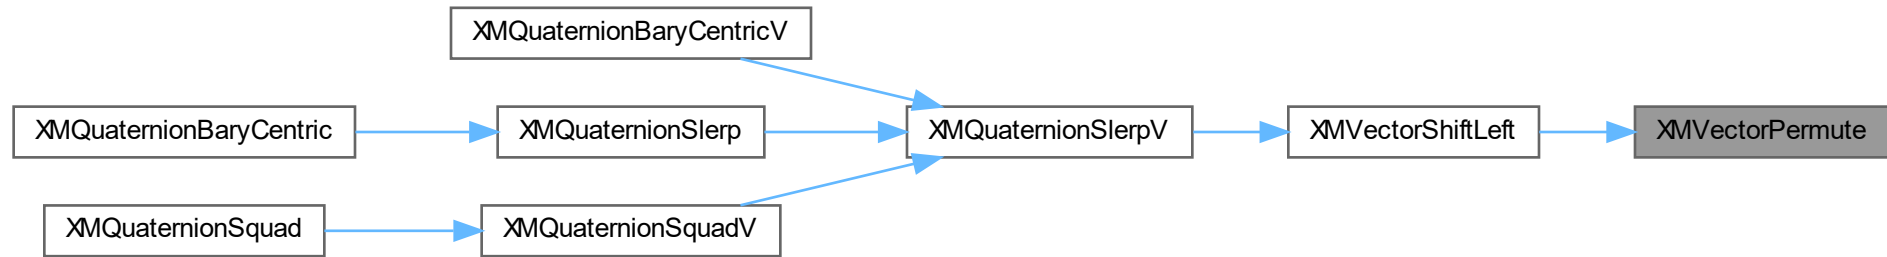 XMQuaternionBaryCentricV
XMQuaternionBaryCentric
XMQuaternionSlerp
XMQuaternionSlerpV
XMVectorShiftLeft
XMVectorPermute
XMQuaternionSquad
XMQuaternionSquadV